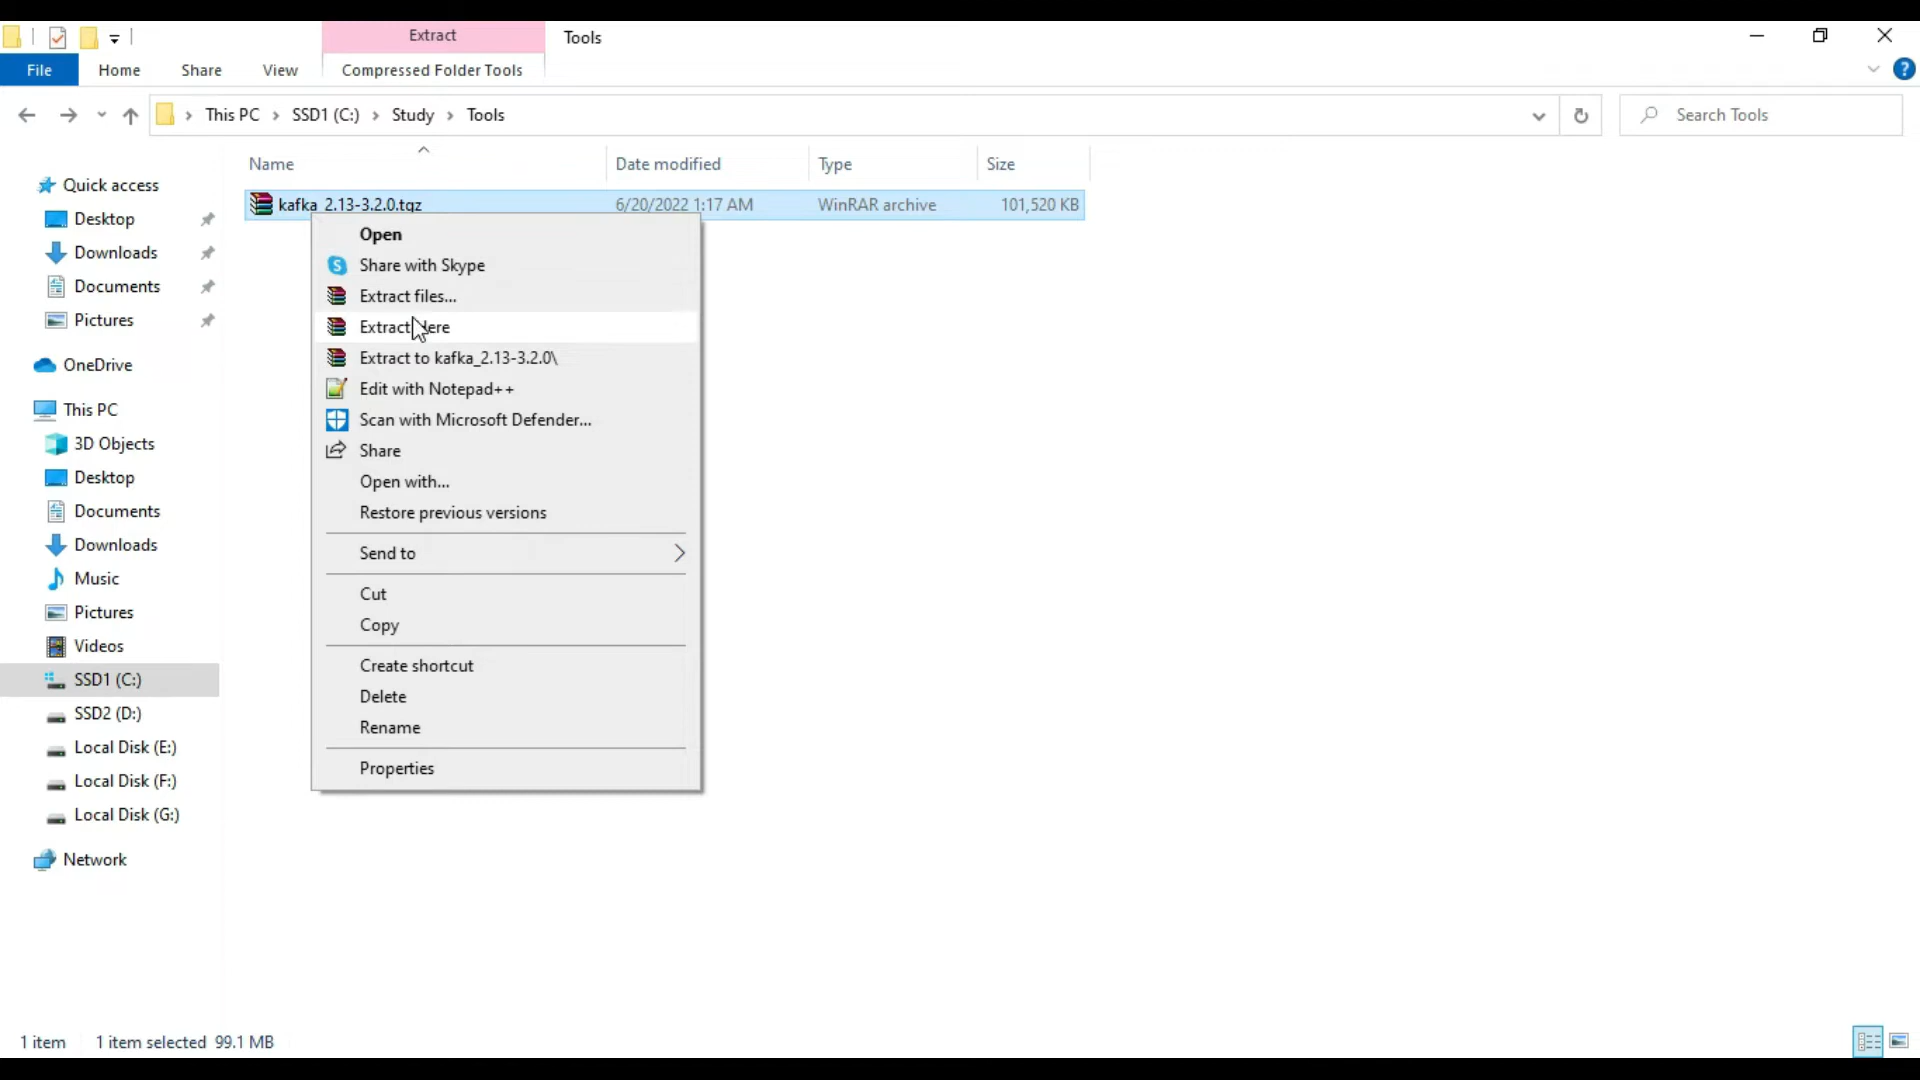 Extract
Tools
File
Home
Share
View
Compressed Folder Tools
This PC
SSD1 (C:)
Study
Tools
Search Tools
Name
Date modified
Type
Size
kafka_2.13-3.2.0.tgz
6/20/2022 1:17 AM
WinRAR archive
101,520 KB
Quick access
Desktop
Downloads
Documents
Pictures
OneDrive
This PC
3D Objects
Desktop
Documents
Downloads
Music
Pictures
Videos
SSD1 (C:)
SSD2 (D:)
Local Disk (E:)
Local Disk (F:)
Local Disk (G:)
Network
Open
Share with Skype
Extract files...
Extract Here
Extract to kafka_2.13-3.2.0\
Edit with Notepad++
Scan with Microsoft Defender...
Share
Open with...
Restore previous versions
Send to
Cut
Copy
Create shortcut
Delete
Rename
Properties
1 item
1 item selected 99.1 MB